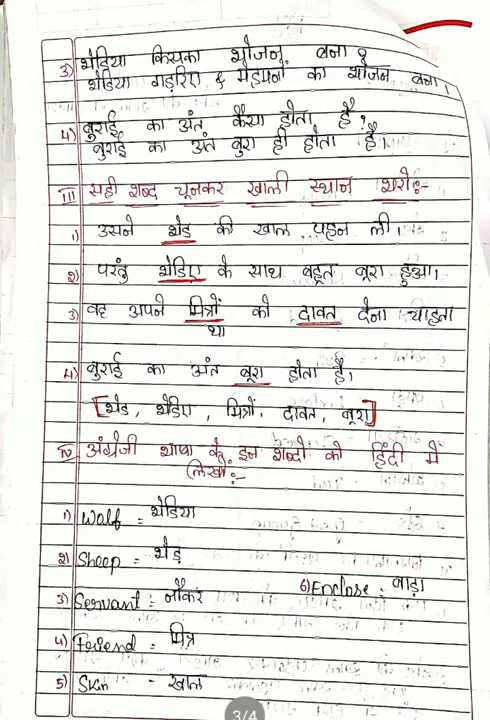 3) भेडिया किसका भोजन बना ?
भेडिया गड़रिए & मेहमानों का भोजन बना।
4) बुराई का अंत कैसा होता है ?
बुराई का अंत बुरा ही होता है
III सही शब्द चूनकर खाली स्थान भरो:-
1) उसने भेड की खाल पहन ली।
2) परंतु भेडिए के साथ बहूत बूरा हुआ।
3) वह अपने मित्रों को दावत देना चाहता
था
4) बुराई का अंत बूरा होता है।
[भेड, भेडिए, मित्रों, दावत, बूरा]
IV अंग्रेजी भाषा के इन शब्दो को हिंदी में
लिखो:-
1) Wolf = भेडिया
2) Sheep = भेड़
6) Enclose = बाड़ा
3) Servant = नौकर
4) Friend = मित्र
5) Skin - खाल
3/4